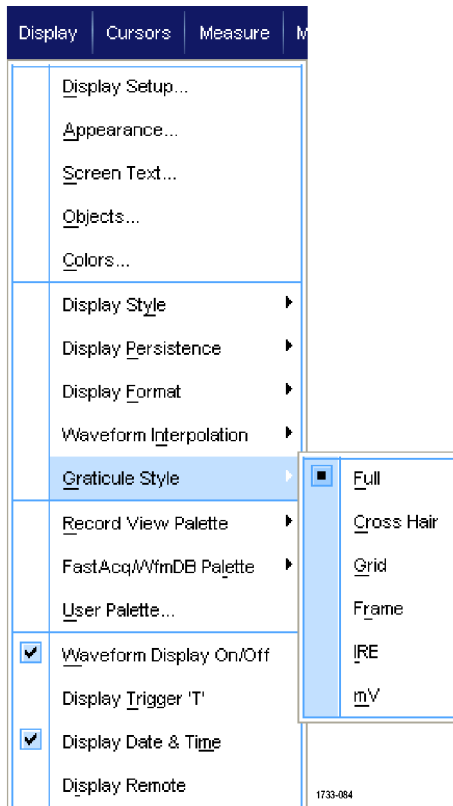 Display Cursors Measure M
Display Setup...
Appearance...
Screen Text...
Objects...
Colors...
Display Style
Display Persistence
Display Format
Waveform Interpolation
Graticule Style
Record View Palette
FastAcq/WfmDB Palette
User Palette...
Waveform Display On/Off
Display Trigger 'T'
Display Date & Time
Display Remote
Full
Cross Hair
Grid
Frame
IRE
mV
1733-084